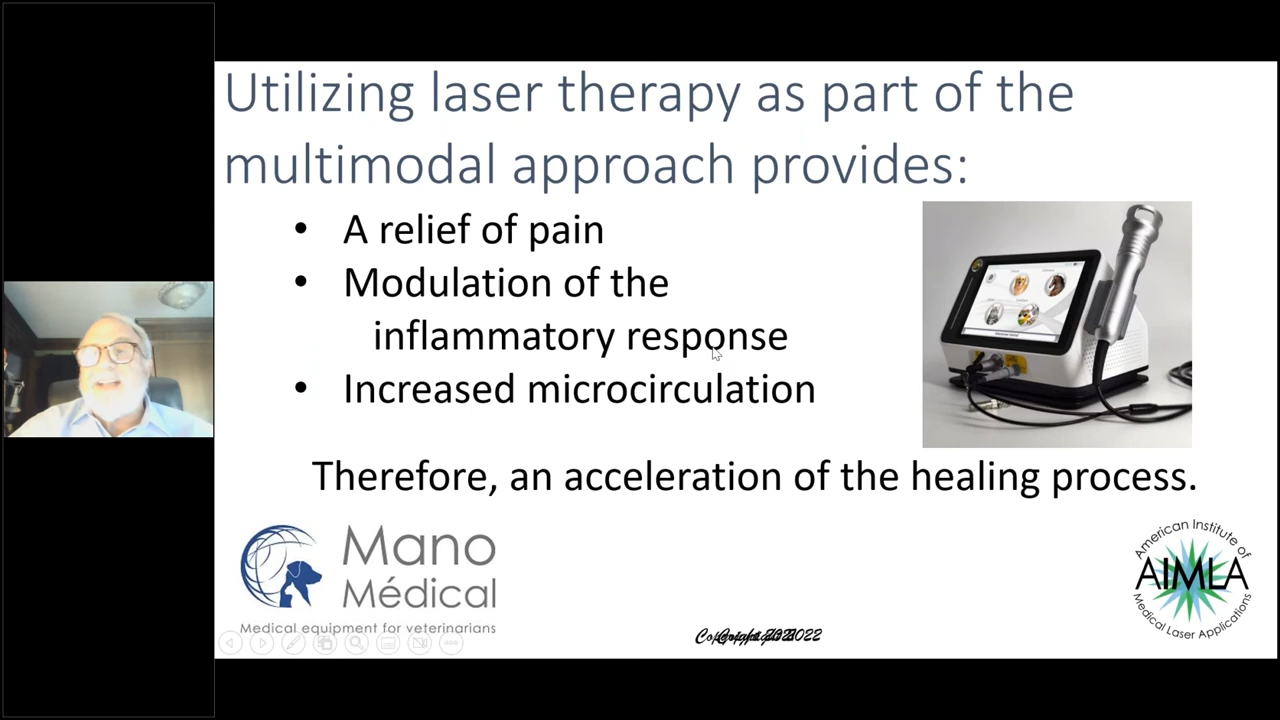 Utilizing laser therapy as part of the
multimodal approach provides:
• A relief of pain
• Modulation of the
inflammatory response
• Increased microcirculation
Therefore, an acceleration of the healing process.
Mano
Médical
Medical equipment for veterinarians
American Institute of
AIMLA
Medical Laser Applications
2022